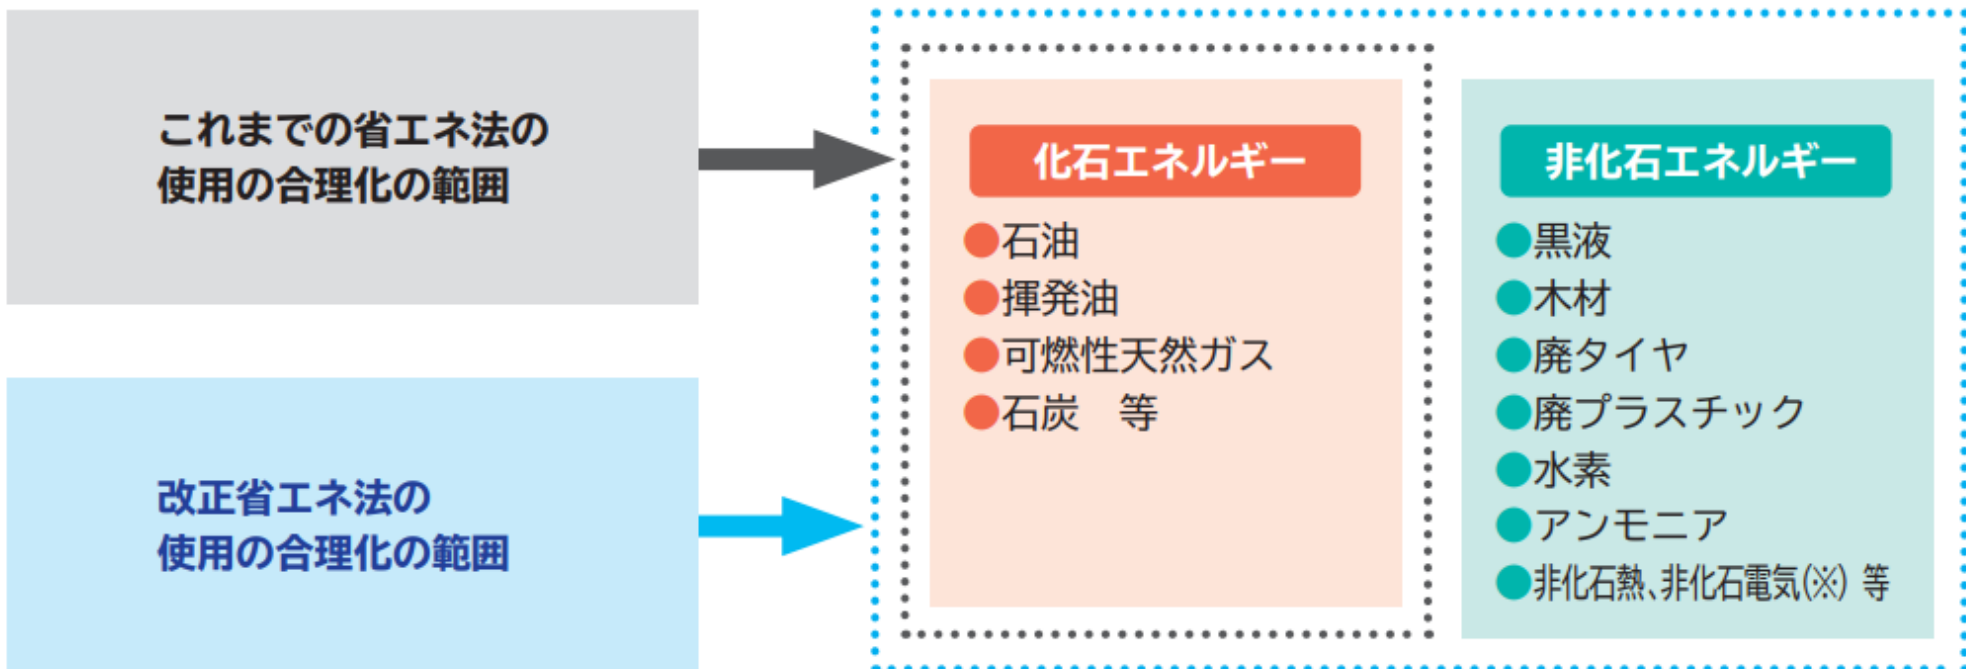 これまでの省エネ法の
使用の合理化の範囲
改正省エネ法の
使用の合理化の範囲
化石エネルギー
●石油
●揮発油
●可燃性天然ガス
●石炭　等
非化石エネルギー
●黒液
●木材
●廃タイヤ
●廃プラスチック
●水素
●アンモニア
●非化石熱、非化石電気(※) 等